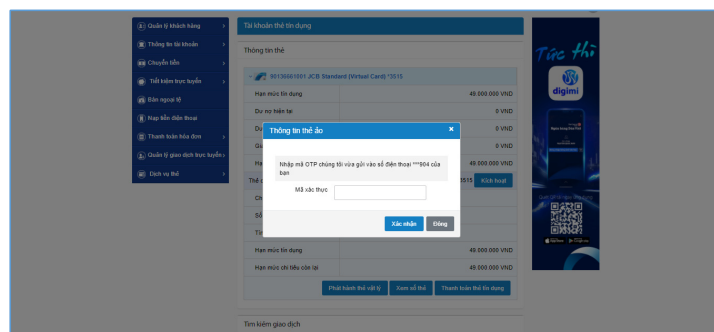 Quản lý khách hàng
Thông tin tài khoản
Chuyển tiền
Tiết kiệm trực tuyến
Bán ngoại tệ
Nạp tiền điện thoại
Thanh toán hóa đơn
Quản lý giao dịch trực tuyến
Dịch vụ thẻ
Tài khoản thẻ tín dụng
Thông tin thẻ
90136601001 JCB Standard (Virtual Card) *3515
Hạn mức tín dụng 49.000.000 VND
Dư nợ hiện tại 0 VND
0 VND
0 VND
49.000.000 VND
3515 Kích hoạt
Thông tin thẻ ảo ×
Nhập mã OTP chúng tôi vừa gửi vào số điện thoại ***904 của
bạn
Mã xác thực
Xác nhận Đóng
Hạn mức tín dụng 49.000.000 VND
Hạn mức chi tiêu còn lại 49.000.000 VND
Phát hành thẻ vật lý Xem số thẻ Thanh toán thẻ tín dụng
Tìm kiếm giao dịch
digimi